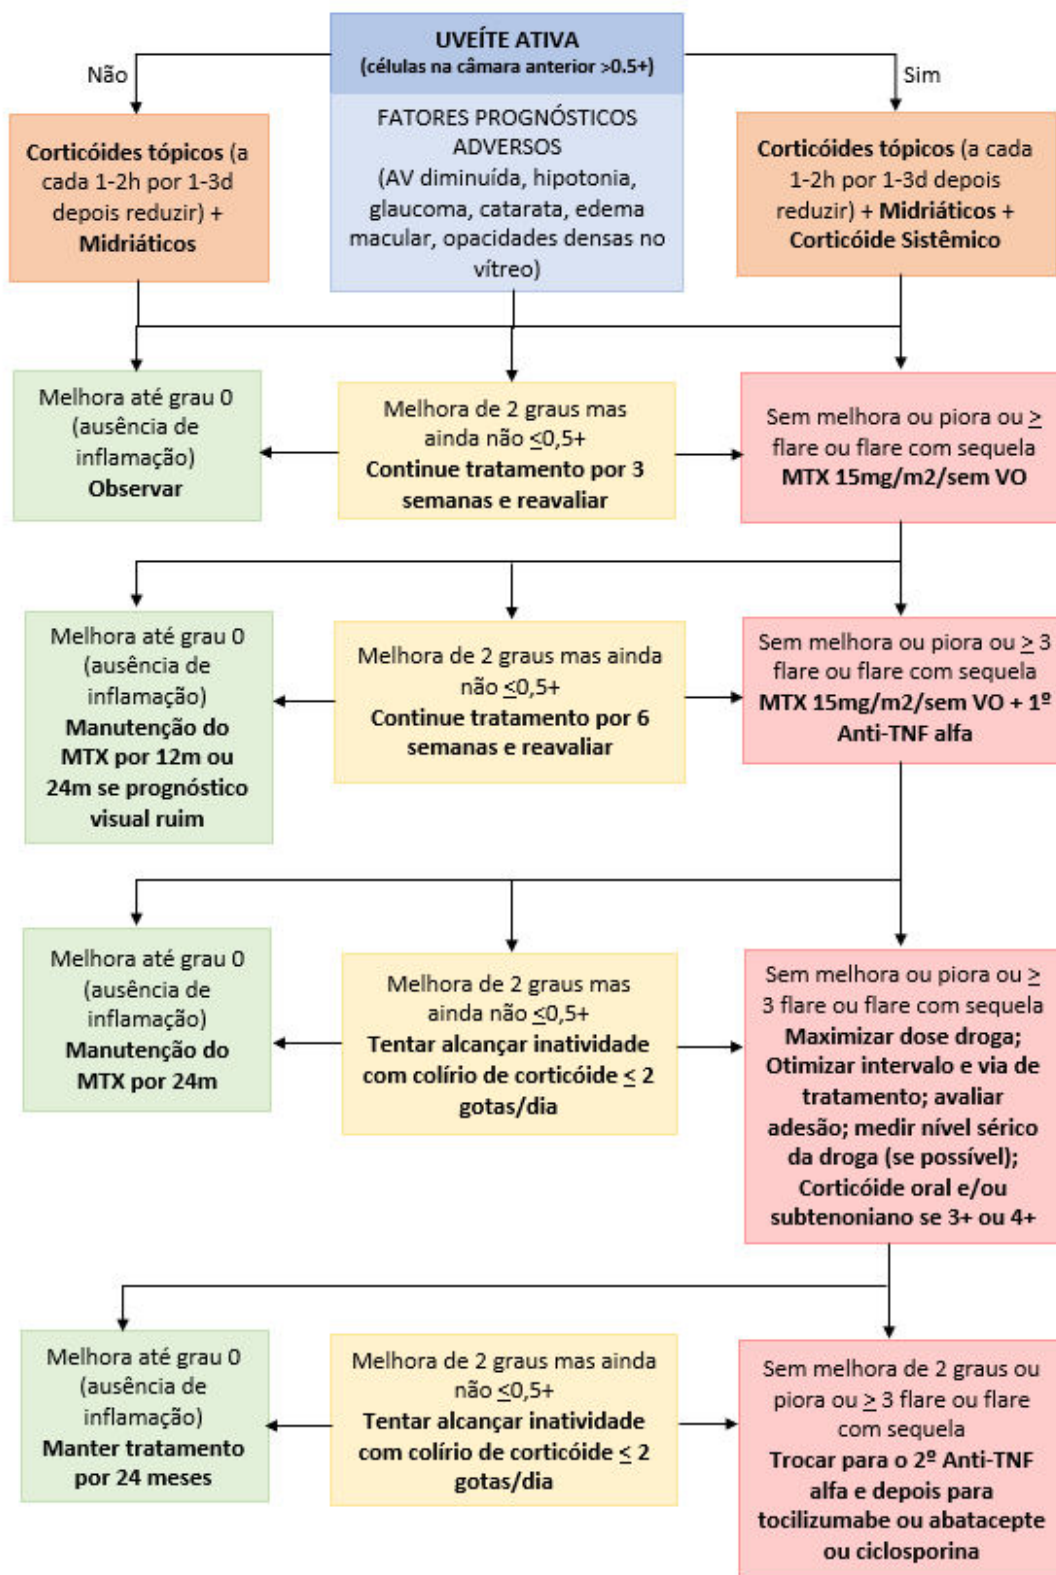 UVEÍTE ATIVA
(células na câmara anterior >0.5+)
Não
Sim
FATORES PROGNÓSTICOS
ADVERSOS
(AV diminuída, hipotonia,
glaucoma, catarata, edema
macular, opacidades densas no
vítreo)
Corticóides tópicos (a
cada 1-2h por 1-3d
depois reduzir) +
Midriáticos
Corticóides tópicos (a cada
1-2h por 1-3d depois
reduzir) + Midriáticos +
Corticóide Sistêmico
Melhora até grau 0
(ausência de
inflamação)
Observar
Melhora de 2 graus mas
ainda não ≤0,5+
Continue tratamento por 3
semanas e reavaliar
Sem melhora ou piora ou ≥
flare ou flare com sequela
MTX 15mg/m2/sem VO
Melhora até grau 0
(ausência de
inflamação)
Manutenção do
MTX por 12m ou
24m se prognóstico
visual ruim
Melhora de 2 graus mas ainda
não ≤0,5+
Continue tratamento por 6
semanas e reavaliar
Sem melhora ou piora ou ≥ 3
flare ou flare com sequela
MTX 15mg/m2/sem VO + 1º
Anti-TNF alfa
Melhora até grau 0
(ausência de
inflamação)
Manutenção do
MTX por 24m
Melhora de 2 graus mas
ainda não ≤0,5+
Tentar alcançar inatividade
com colírio de corticóide ≤ 2
gotas/dia
Sem melhora ou piora ou ≥
3 flare ou flare com sequela
Maximizar dose droga;
Otimizar intervalo e via de
tratamento; avaliar
adesão; medir nível sérico
da droga (se possível);
Corticóide oral e/ou
subtenoniano se 3+ ou 4+
Melhora até grau 0
(ausência de
inflamação)
Manter tratamento
por 24 meses
Melhora de 2 graus mas ainda
não ≤0,5+
Tentar alcançar inatividade
com colírio de corticóide ≤ 2
gotas/dia
Sem melhora de 2 graus ou
piora ou ≥ 3 flare ou flare
com sequela
Trocar para o 2º Anti-TNF
alfa e depois para
tocilizumabe ou abatacepte
ou ciclosporina